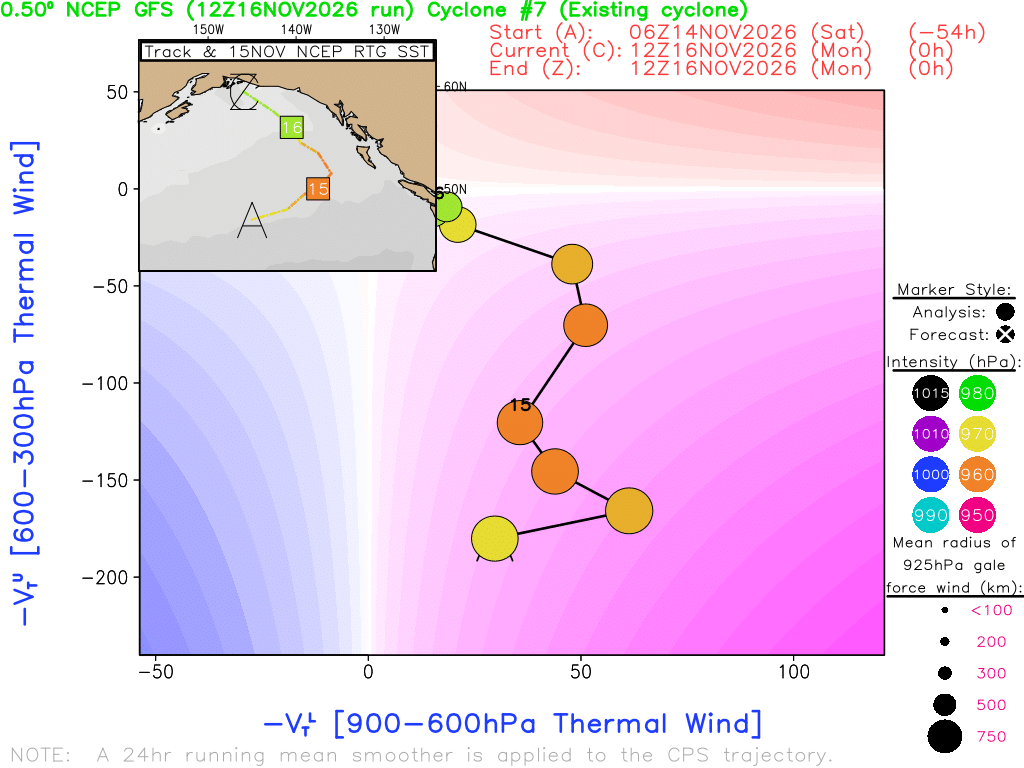 0.50º NCEP GFS (12Z16NOV2026 run) Cyclone #7 (Existing cyclone)
Start (A): 06Z14NOV2026 (Sat) (−54h)
Current (C): 12Z16NOV2026 (Mon) (0h)
End (Z): 12Z16NOV2026 (Mon) (0h)
150W 140W 130W
Track & 15NOV NCEP RTG SST
60N
50N
Z
C
16
15
A
15
−V_T^U [600−300hPa Thermal Wind]
50
0
−50
−100
−150
−200
−50 0 50 100
−V_T^L [900−600hPa Thermal Wind]
Marker Style:
Analysis:
Forecast:
Intensity (hPa):
1015 980
1010 970
1000 960
990 950
Mean radius of
925hPa gale
force wind (km):
<100
200
300
500
750
NOTE: A 24hr running mean smoother is applied to the CPS trajectory.